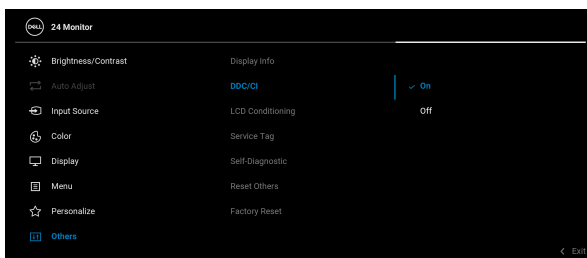 DELL 24 Monitor
Brightness/Contrast Display Info
Auto Adjust DDC/CI On
Input Source LCD Conditioning Off
Color Service Tag
Display Self-Diagnostic
Menu Reset Others
Personalize Factory Reset
Others
Exit